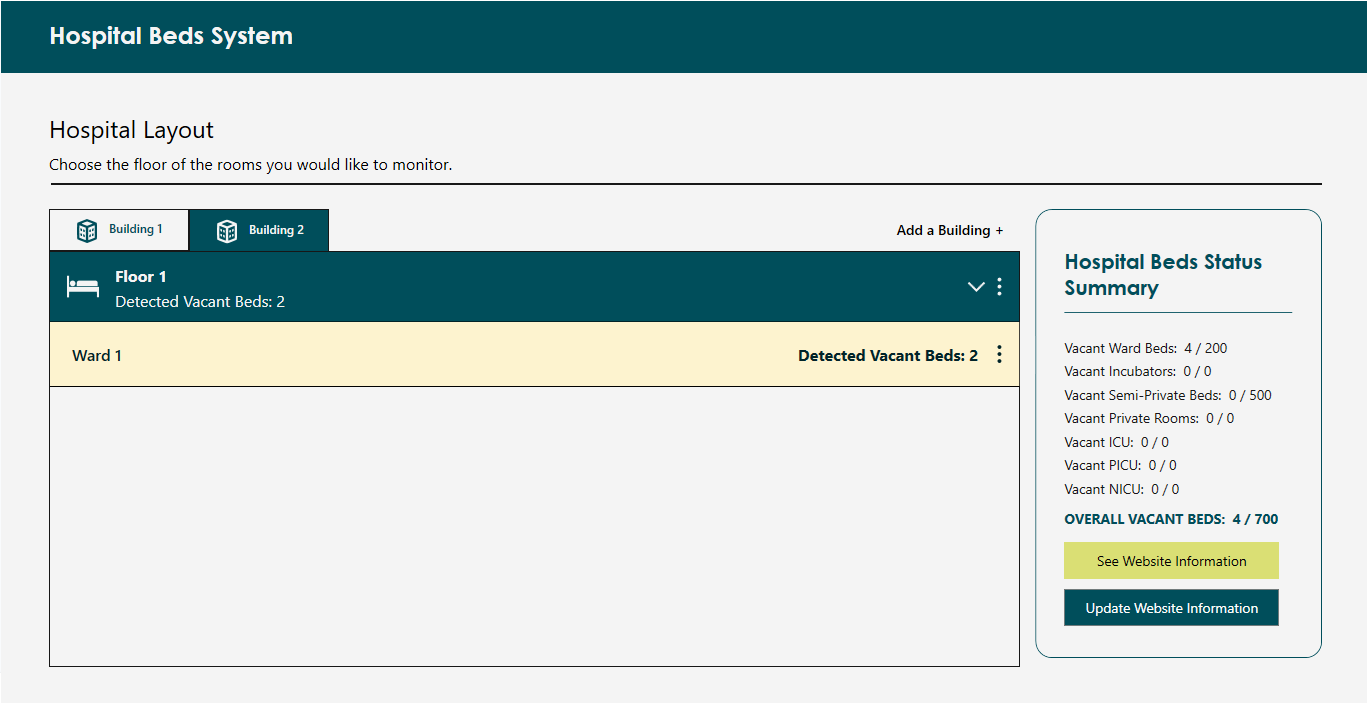 Hospital Beds System
Hospital Layout
Choose the floor of the rooms you would like to monitor.
Building 1
Building 2
Add a Building +
Floor 1
Detected Vacant Beds: 2
Ward 1
Detected Vacant Beds: 2
Hospital Beds Status
Summary
Vacant Ward Beds: 4 / 200
Vacant Incubators: 0 / 0
Vacant Semi-Private Beds: 0 / 500
Vacant Private Rooms: 0 / 0
Vacant ICU: 0 / 0
Vacant PICU: 0 / 0
Vacant NICU: 0 / 0
OVERALL VACANT BEDS: 4 / 700
See Website Information
Update Website Information